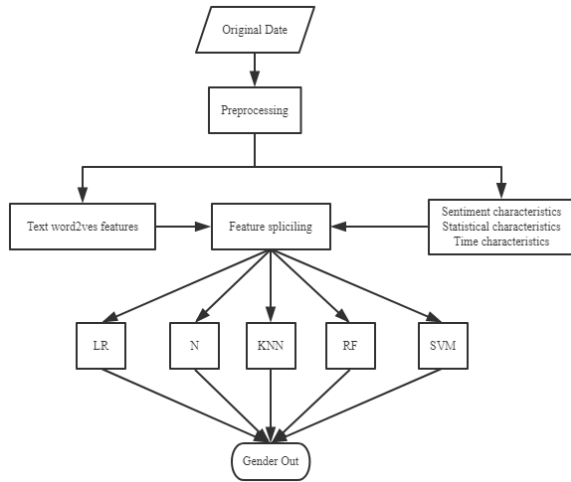 Original Date
Preprocessing
Text word2ves features
Feature spliciling
Sentiment characteristics
Statistical characteristics
Time characteristics
LR
N
KNN
RF
SVM
Gender Out